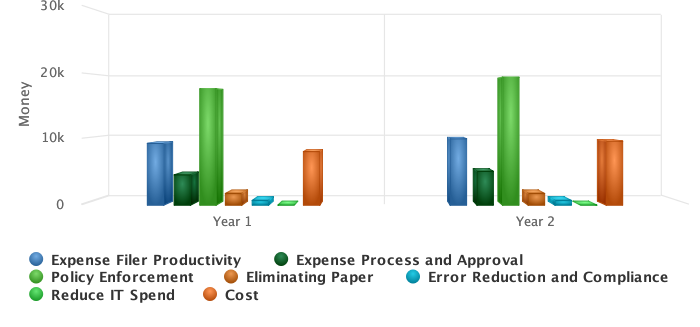 30k
20k
10k
0
Money
Year 1 Year 2
Expense Filer Productivity Expense Process and Approval
Policy Enforcement Eliminating Paper Error Reduction and Compliance
Reduce IT Spend Cost